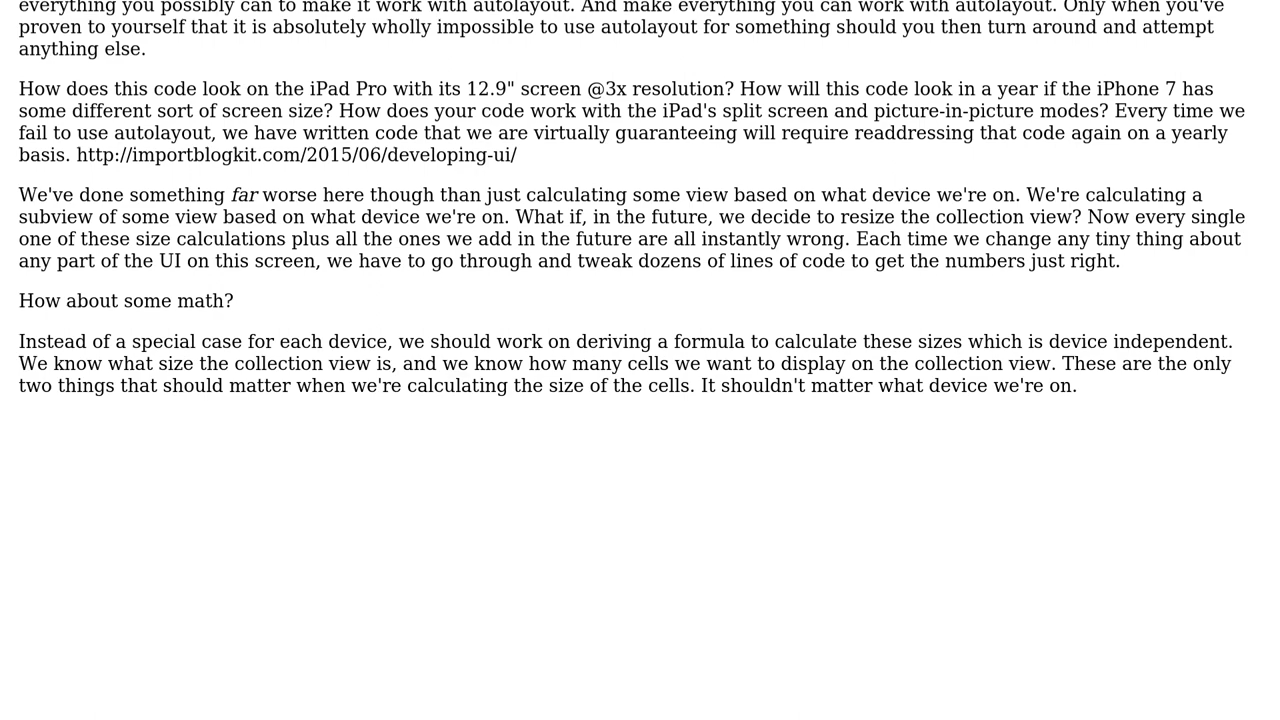 everything you possibly can to make it work with autolayout. And make everything you can work with autolayout. Only when you've
proven to yourself that it is absolutely wholly impossible to use autolayout for something should you then turn around and attempt
anything else.
How does this code look on the iPad Pro with its 12.9" screen @3x resolution? How will this code look in a year if the iPhone 7 has
some different sort of screen size? How does your code work with the iPad's split screen and picture-in-picture modes? Every time we
fail to use autolayout, we have written code that we are virtually guaranteeing will require readdressing that code again on a yearly
basis. http://importblogkit.com/2015/06/developing-ui/
We've done something far worse here though than just calculating some view based on what device we're on. We're calculating a
subview of some view based on what device we're on. What if, in the future, we decide to resize the collection view? Now every single
one of these size calculations plus all the ones we add in the future are all instantly wrong. Each time we change any tiny thing about
any part of the UI on this screen, we have to go through and tweak dozens of lines of code to get the numbers just right.
How about some math?
Instead of a special case for each device, we should work on deriving a formula to calculate these sizes which is device independent.
We know what size the collection view is, and we know how many cells we want to display on the collection view. These are the only
two things that should matter when we're calculating the size of the cells. It shouldn't matter what device we're on.